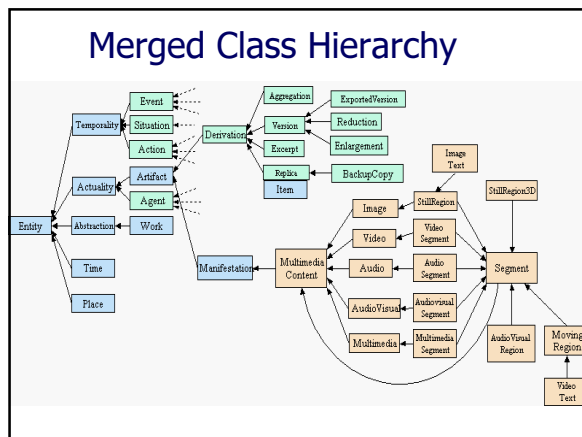 Merged Class Hierarchy
Event
Temporality
Situation
Action
Aggregation
ExportedVersion
Version
Reduction
Derivation
Excerpt
Enlargement
Replica
BackupCopy
Item
Artifact
Actuality
Agent
Entity
Abstraction
Work
Time
Place
Manifestation
Multimedia
Content
Image
Video
Audio
AudioVisual
Multimedia
Image
Text
StillRegion
Video
Segment
Audio
Segment
Audiovisual
Segment
Multimedia
Segment
StillRegion3D
Segment
AudioVisual
Region
Moving
Region
Video
Text